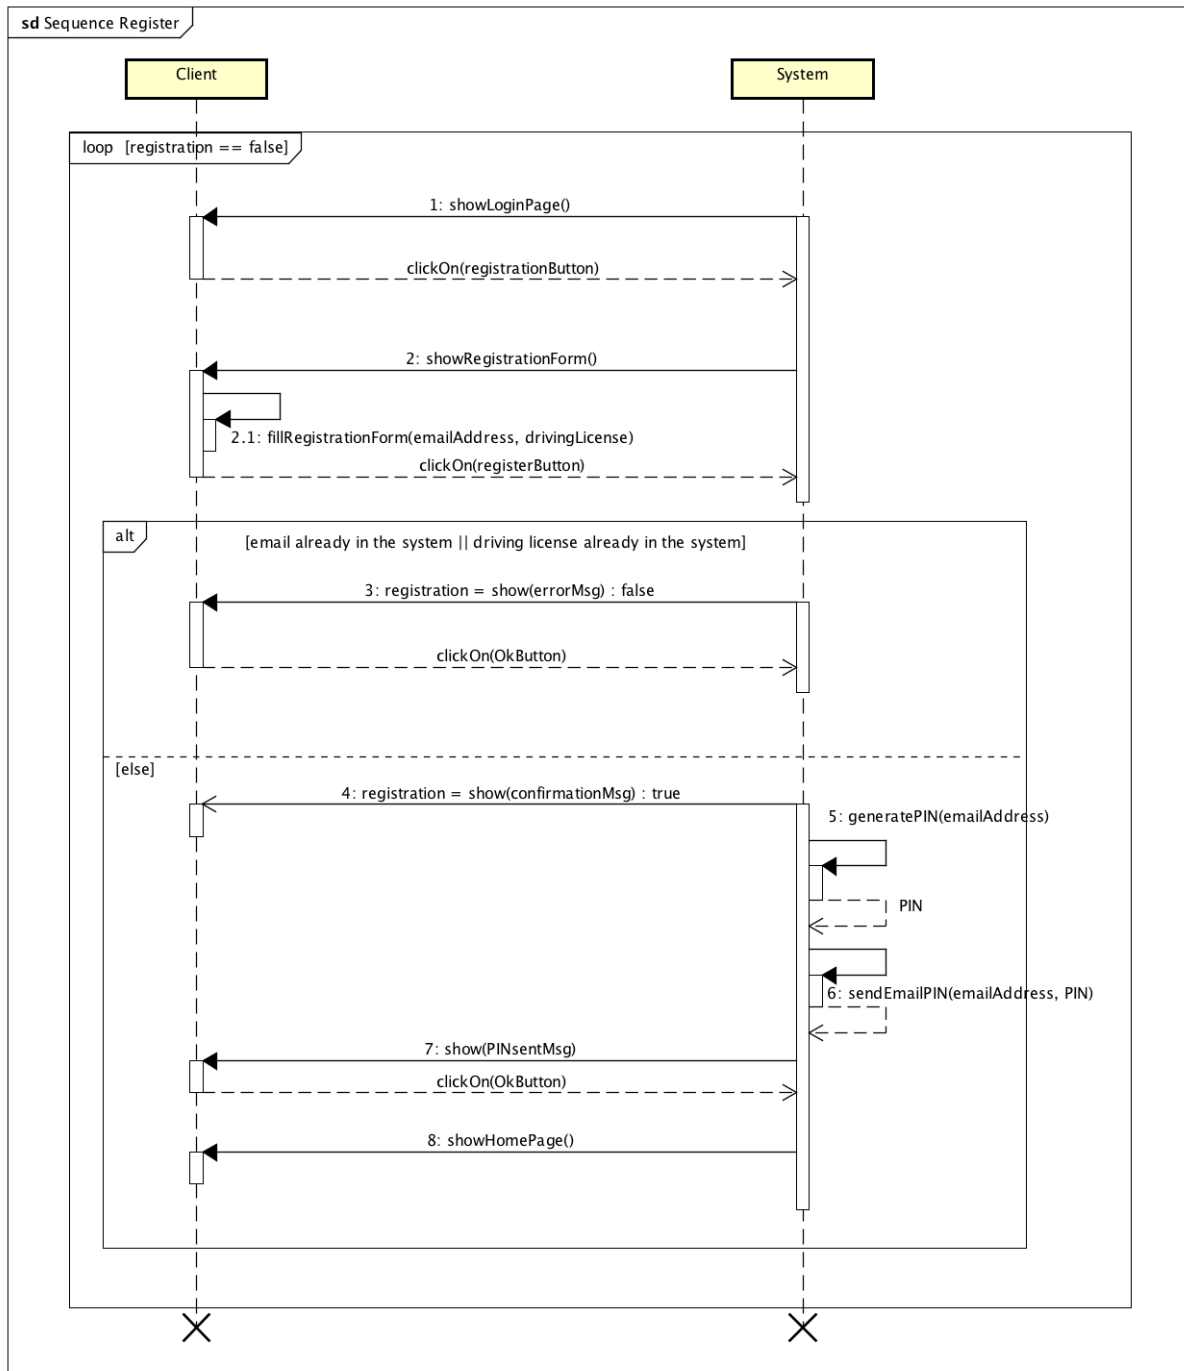 sd Sequence Register
Client
System
loop [registration == false]
1: showLoginPage()
clickOn(registrationButton)
2: showRegistrationForm()
2.1: fillRegistrationForm(emailAddress, drivingLicense)
clickOn(registerButton)
alt
[email already in the system || driving license already in the system]
3: registration = show(errorMsg) : false
clickOn(OkButton)
[else]
4: registration = show(confirmationMsg) : true
5: generatePIN(emailAddress)
PIN
6: sendEmailPIN(emailAddress, PIN)
7: show(PINsentMsg)
clickOn(OkButton)
8: showHomePage()